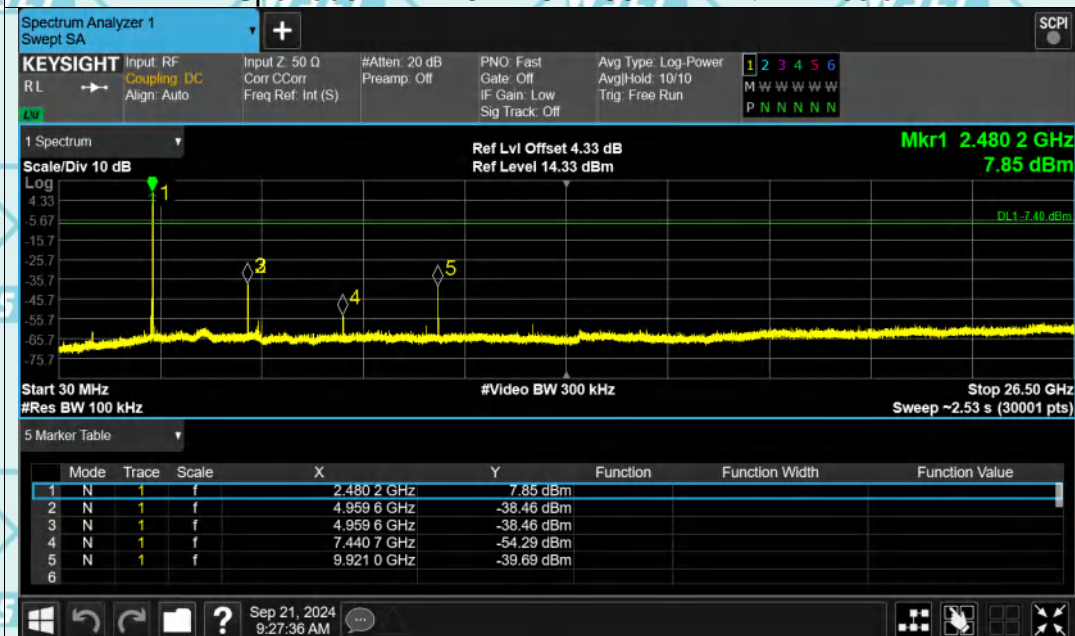 Spectrum Analyzer 1
Swept SA
+
SCPI
KEYSIGHT Input: RF Input Z: 50 Ω #Atten: 20 dB PNO: Fast Avg Type: Log-Power 1 2 3 4 5 6
RL Coupling: DC Corr CCorr Preamp: Off Gate: Off Avg|Hold: 10/10 M W W W W W
Align: Auto Freq Ref: Int (S) IF Gain: Low Trig: Free Run
LNI Sig Track: Off P N N N N N
1 Spectrum Ref Lvl Offset 4.33 dB Mkr1 2.480 2 GHz
Scale/Div 10 dB Ref Level 14.33 dBm 7.85 dBm
Log
1
4.33
-5.67 DL1 -7.40 dBm
-15.7
-25.7 3 5
-35.7
-45.7 4
-55.7
-65.7
-75.7
Start 30 MHz #Video BW 300 kHz Stop 26.50 GHz
#Res BW 100 kHz Sweep ~2.53 s (30001 pts)
5 Marker Table
Mode Trace Scale X Y Function Function Width Function Value
1 N 1 f 2.480 2 GHz 7.85 dBm
2 N 1 f 4.959 6 GHz -38.46 dBm
3 N 1 f 4.959 6 GHz -38.46 dBm
4 N 1 f 7.440 7 GHz -54.29 dBm
5 N 1 f 9.921 0 GHz -39.69 dBm
6
? Sep 21, 2024
9:27:36 AM